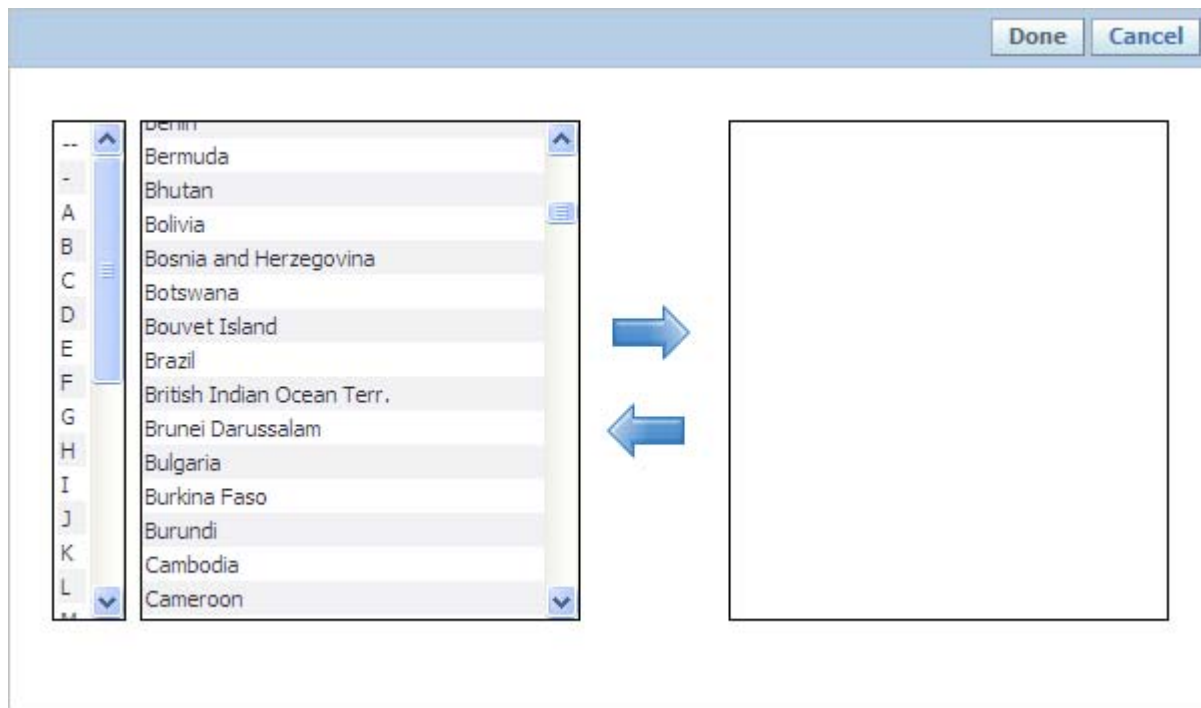 Done Cancel
--
-
A
B
C
D
E
F
G
H
I
J
K
L
M
Benin
Bermuda
Bhutan
Bolivia
Bosnia and Herzegovina
Botswana
Bouvet Island
Brazil
British Indian Ocean Terr.
Brunei Darussalam
Bulgaria
Burkina Faso
Burundi
Cambodia
Cameroon